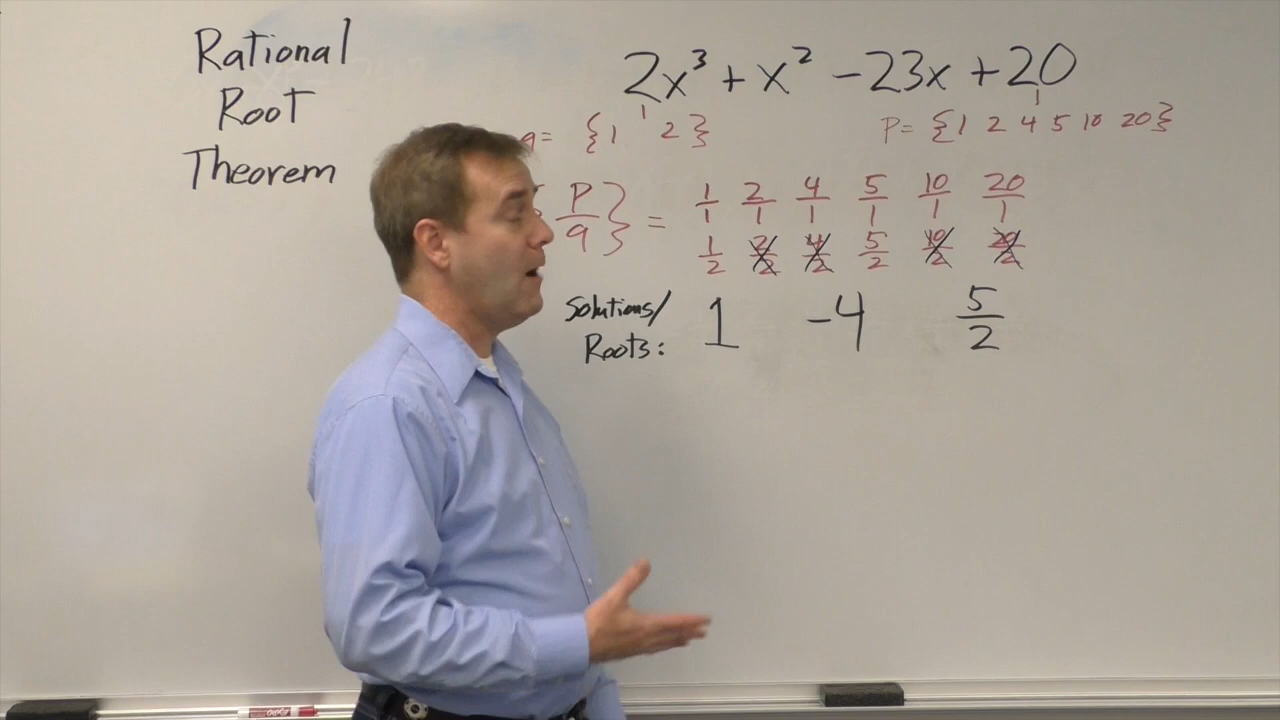 Rational
Root
Theorem
2x³ + x² - 23x + 20
q= {1 2}
P= {1 2 4 5 10 20}
P/q } = 1/1 2/1 4/1 5/1 10/1 20/1
1/2 2/2 4/2 5/2 10/2 20/2
Solutions/
Roots: 1 -4 5/2